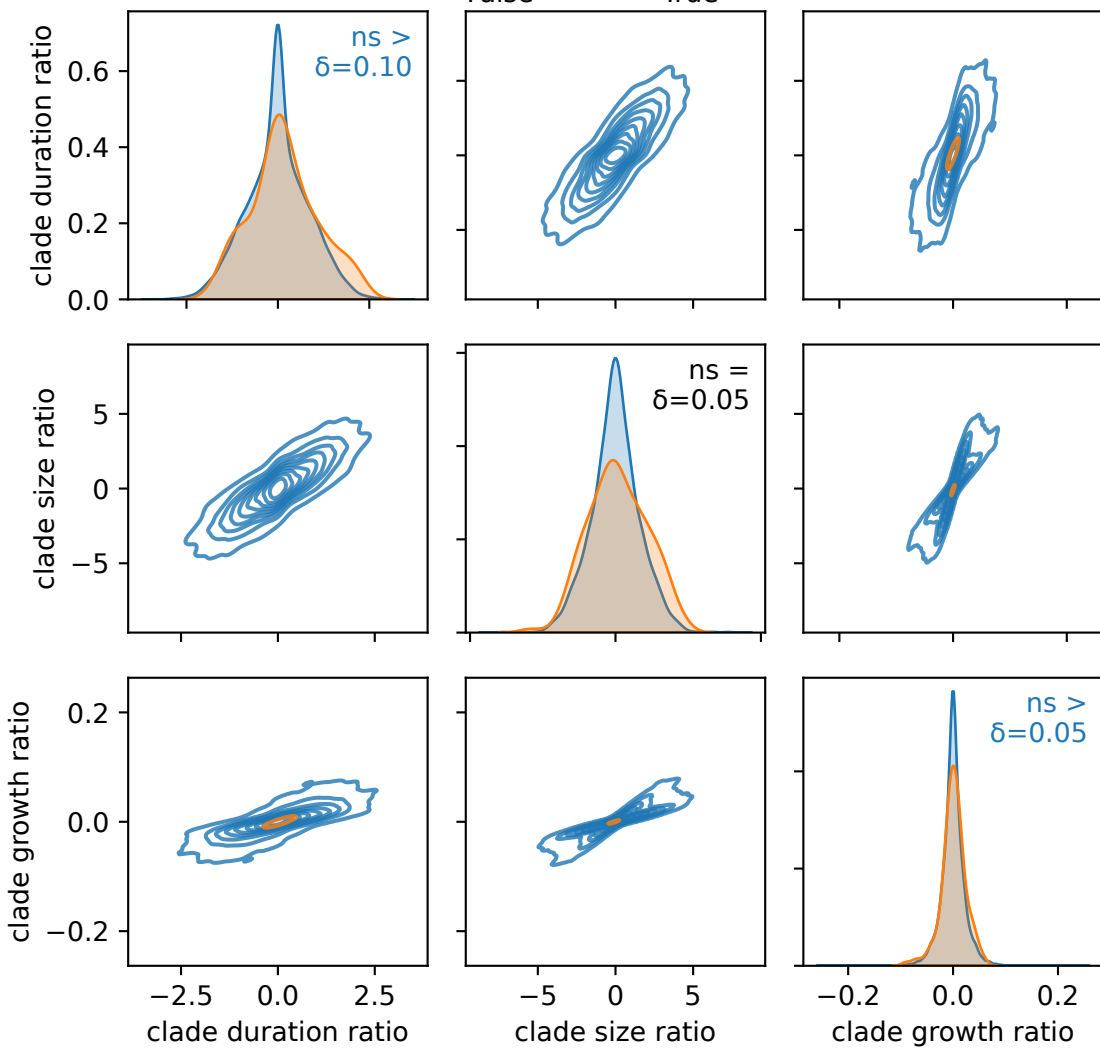 clade duration ratio
0.6
0.4
0.2
0.0
ns >
δ=0.10
clade size ratio
5
0
−5
ns =
δ=0.05
clade growth ratio
0.2
0.0
−0.2
ns >
δ=0.05
−2.5
0.0
2.5
clade duration ratio
−5
0
5
clade size ratio
−0.2
0.0
0.2
clade growth ratio